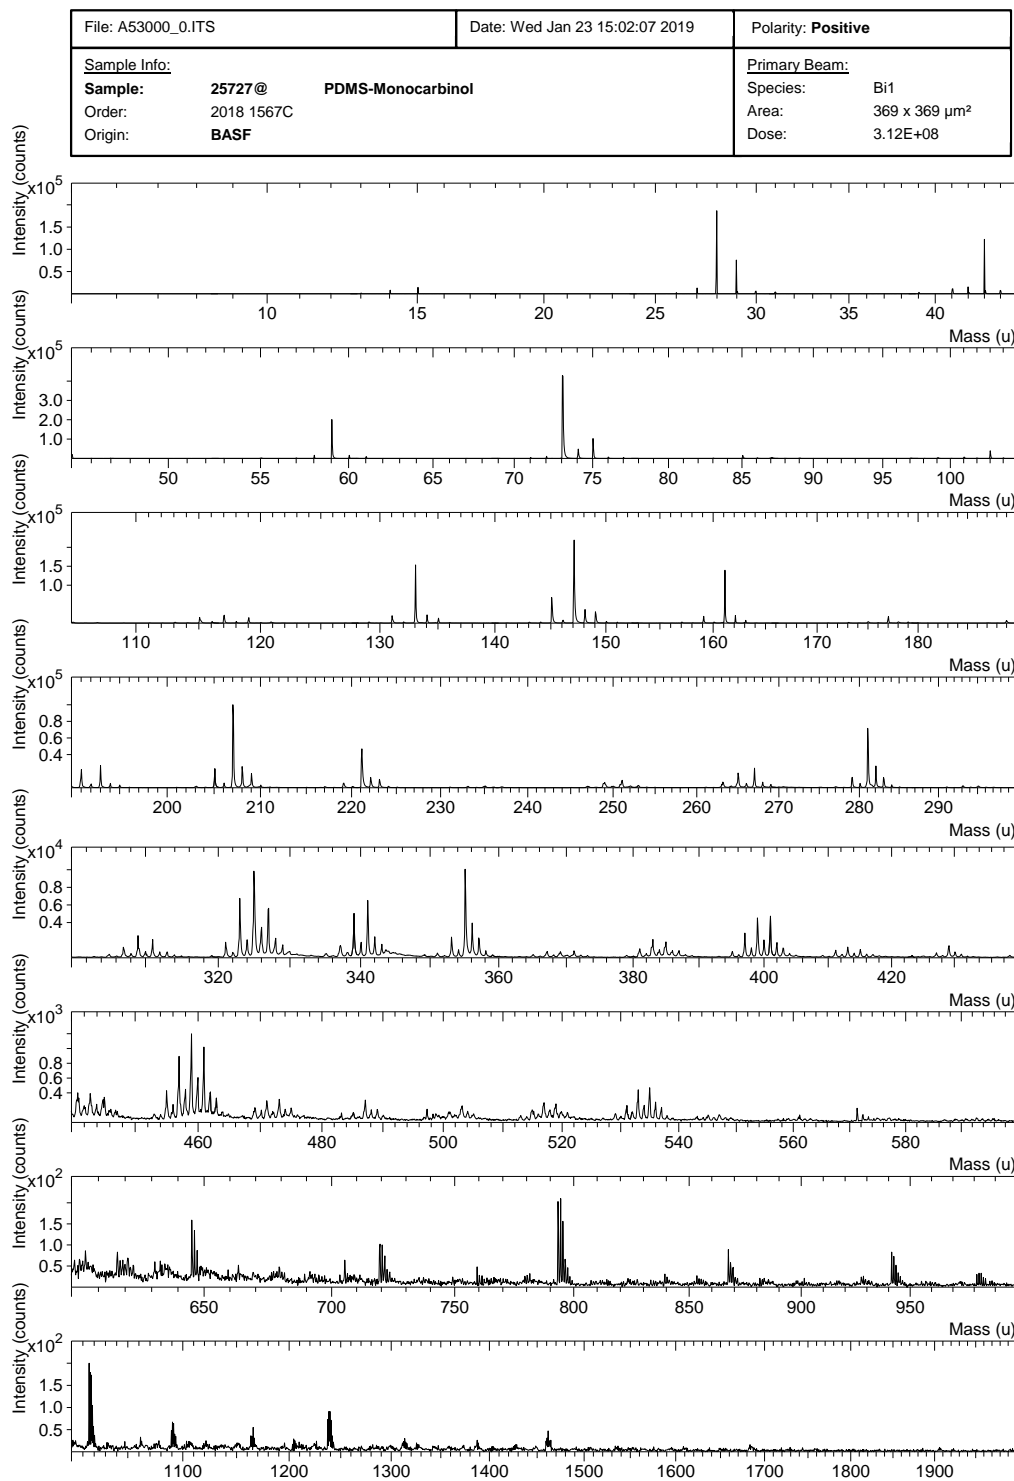 File: A53000_0.ITS
Date: Wed Jan 23 15:02:07 2019
Polarity: Positive
Sample Info:
Sample: 25727@ PDMS-Monocarbinol
Order: 2018 1567C
Origin: BASF
Primary Beam:
Species: Bi1
Area: 369 x 369 µm²
Dose: 3.12E+08
Intensity (counts)
x10^5
1.5
1.0
0.5
10 15 20 25 30 35 40
Mass (u)
Intensity (counts)
x10^5
3.0
2.0
1.0
50 55 60 65 70 75 80 85 90 95 100
Mass (u)
Intensity (counts)
x10^5
1.5
1.0
110 120 130 140 150 160 170 180
Mass (u)
Intensity (counts)
x10^5
0.8
0.6
0.4
200 210 220 230 240 250 260 270 280 290
Mass (u)
Intensity (counts)
x10^4
0.8
0.6
0.4
320 340 360 380 400 420
Mass (u)
Intensity (counts)
x10^3
0.8
0.6
0.4
460 480 500 520 540 560 580
Mass (u)
Intensity (counts)
x10^2
1.5
1.0
0.5
650 700 750 800 850 900 950
Mass (u)
Intensity (counts)
x10^2
1.5
1.0
0.5
1100 1200 1300 1400 1500 1600 1700 1800 1900